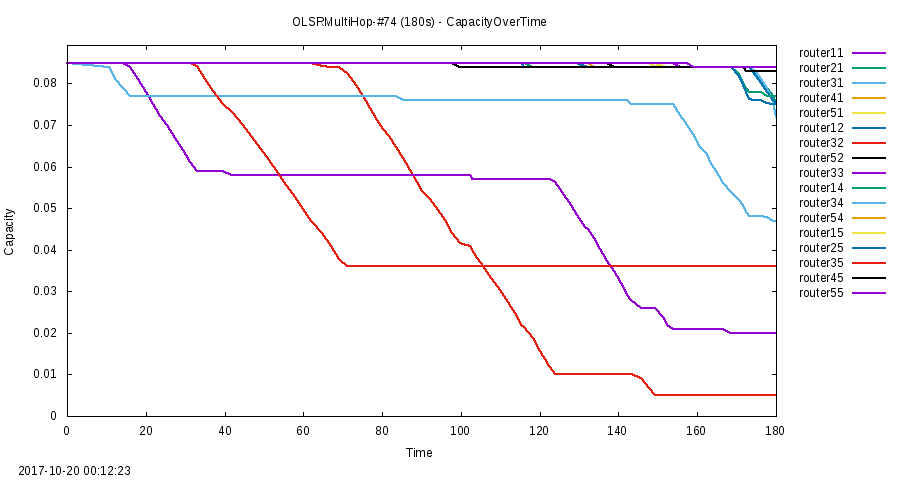 OLSRMultiHop-#74 (180s) - CapacityOverTime
router11
router21
router31
router41
router51
router12
router32
router52
router33
router14
router34
router54
router15
router25
router35
router45
router55
Capacity
0.08
0.07
0.06
0.05
0.04
0.03
0.02
0.01
0
0 20 40 60 80 100 120 140 160 180
Time
2017-10-20 00:12:23